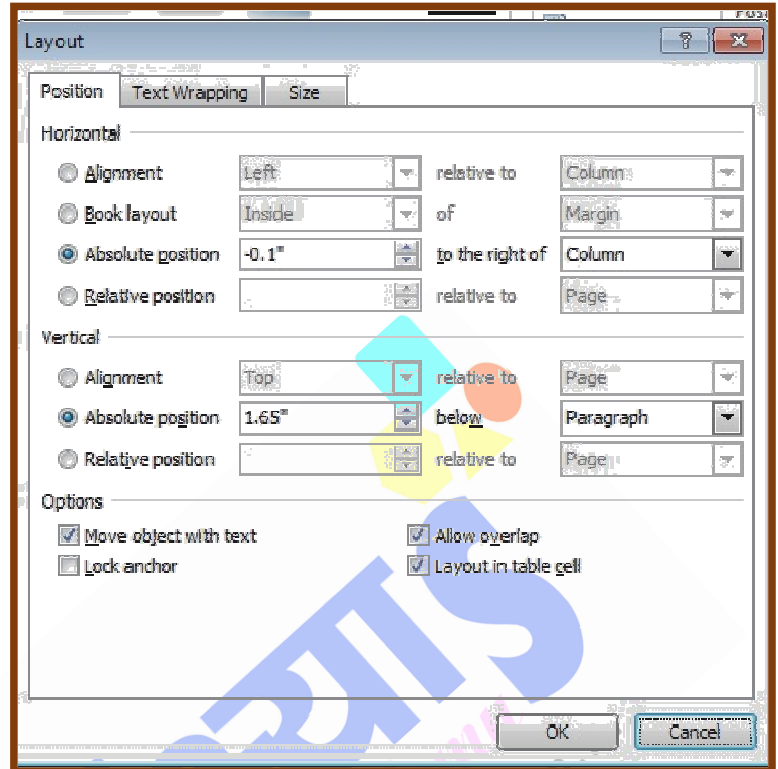 Layout
Position Text Wrapping Size
Horizontal
Alignment Left relative to Column
Book layout Inside of Margin
Absolute position -0.1" to the right of Column
Relative position relative to Page
Vertical
Alignment Top relative to Page
Absolute position 1.65" below Paragraph
Relative position relative to Page
Options
Move object with text Allow overlap
Lock anchor Layout in table cell
OK Cancel